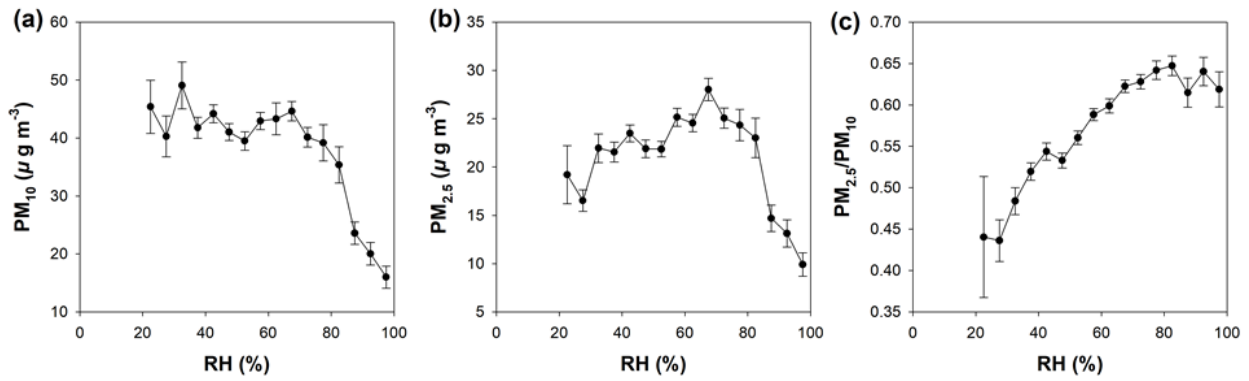 (a)
60
50
40
30
20
10
PM₁₀ (µ g m⁻³)
0 20 40 60 80 100
RH (%)
(b)
35
30
25
20
15
10
5
PM₂.₅ (µ g m⁻³)
0 20 40 60 80 100
RH (%)
(c)
0.70
0.65
0.60
0.55
0.50
0.45
0.40
0.35
PM₂.₅/PM₁₀
0 20 40 60 80 100
RH (%)